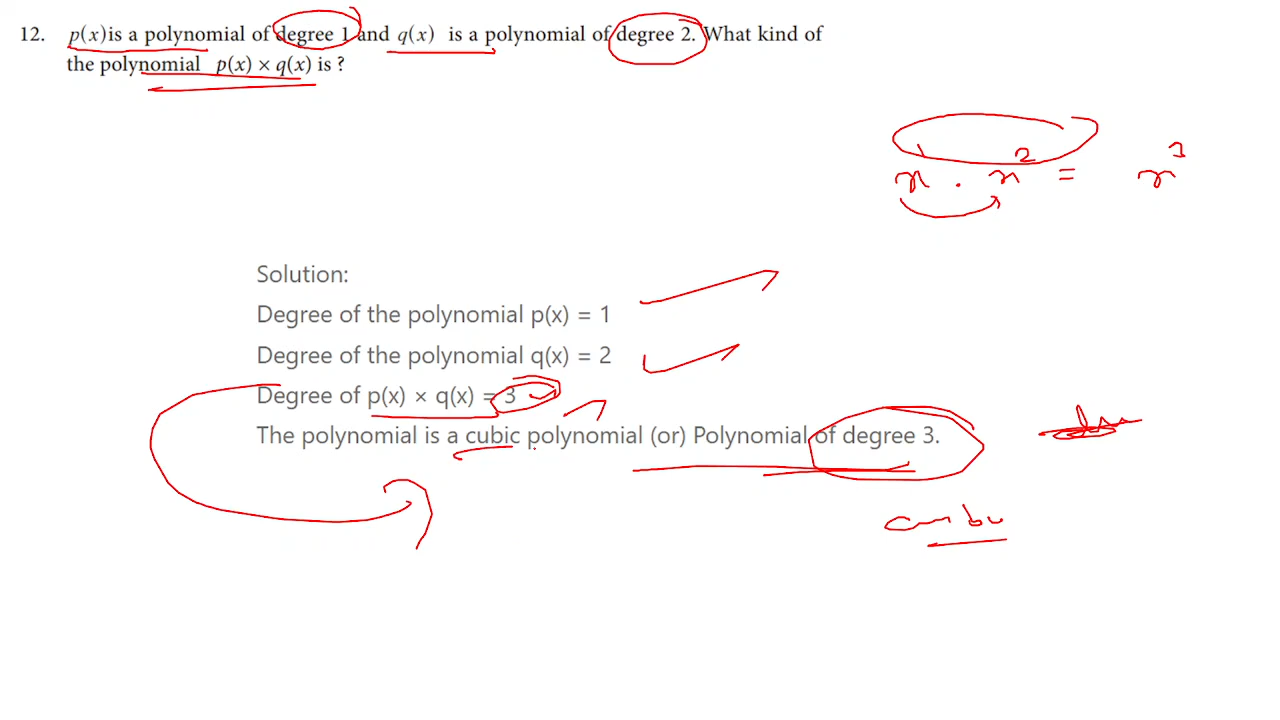 12. p(x)is a polynomial of degree 1 and q(x) is a polynomial of degree 2. What kind of
the polynomial p(x) × q(x) is ?
x¹ . x² = x³
Solution:
Degree of the polynomial p(x) = 1
Degree of the polynomial q(x) = 2
Degree of p(x) × q(x) = 3
The polynomial is a cubic polynomial (or) Polynomial of degree 3.